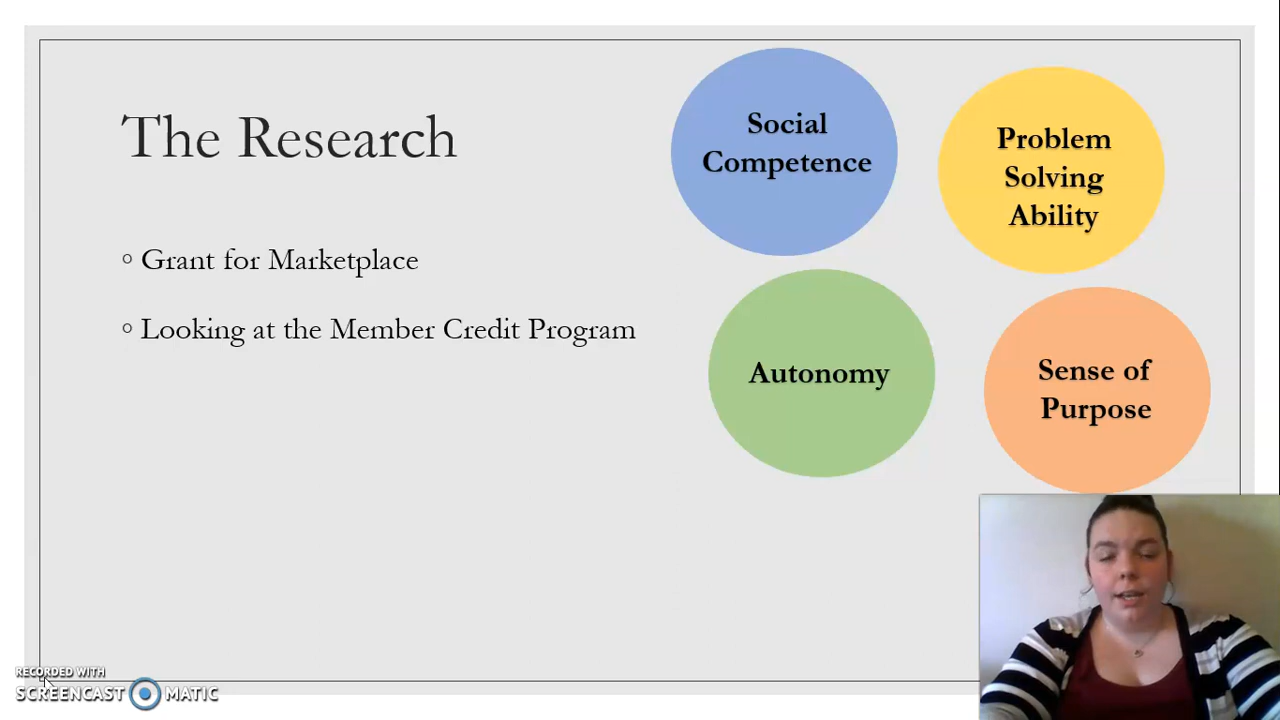 The Research
◦ Grant for Marketplace
◦ Looking at the Member Credit Program
Social
Competence
Problem
Solving
Ability
Autonomy
Sense of
Purpose
RECORDED WITH
SCREENCAST MATIC